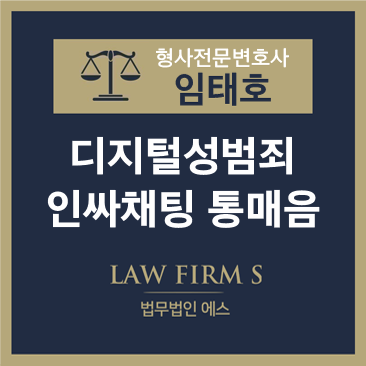 형사전문변호사
임태호
디지털성범죄
인싸채팅 통매음
LAW FIRM S
법무법인 에스